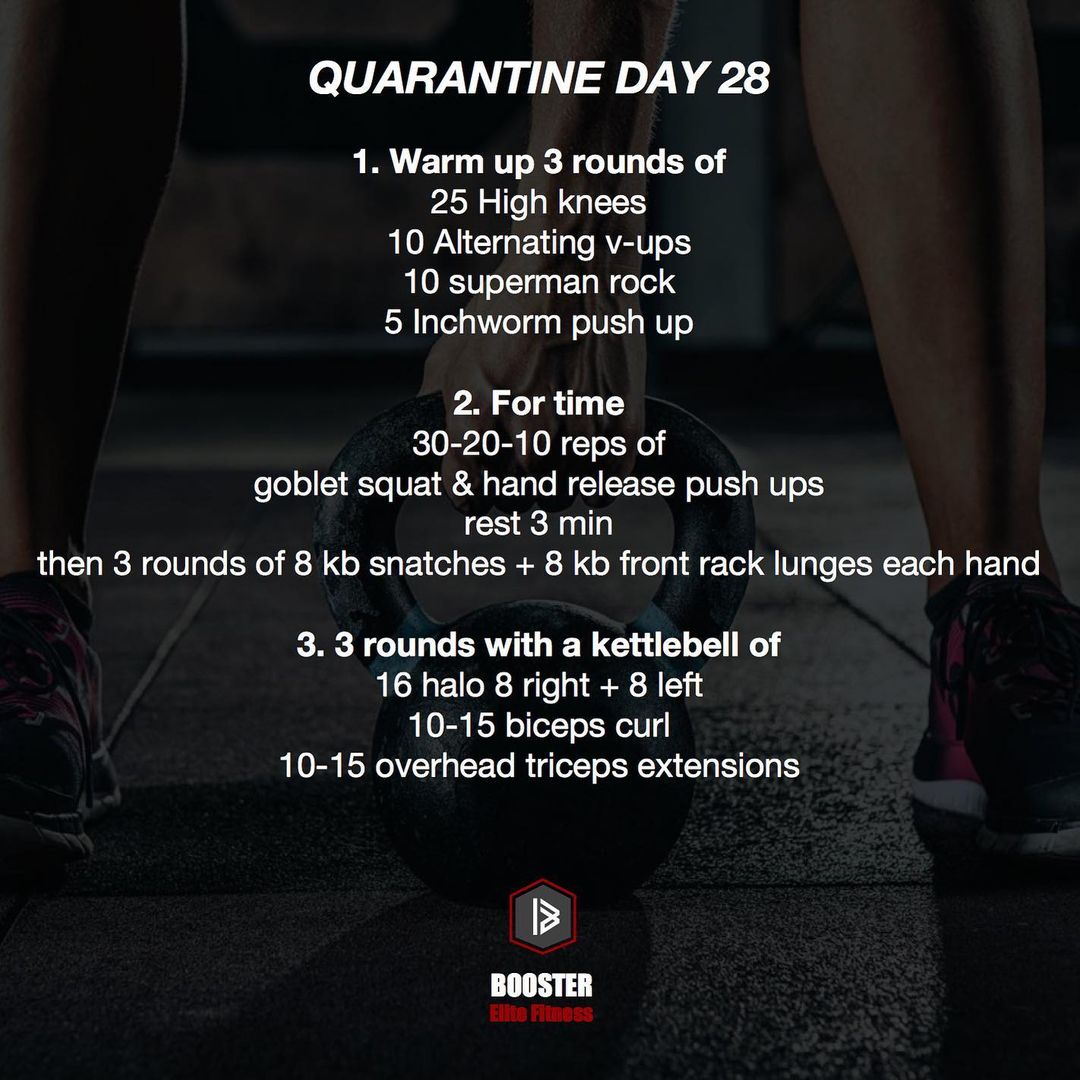 QUARANTINE DAY 28
1. Warm up 3 rounds of
25 High knees
10 Alternating v-ups
10 superman rock
5 Inchworm push up
2. For time
30-20-10 reps of
goblet squat & hand release push ups
rest 3 min
then 3 rounds of 8 kb snatches + 8 kb front rack lunges each hand
3. 3 rounds with a kettlebell of
16 halo 8 right + 8 left
10-15 biceps curl
10-15 overhead triceps extensions
BOOSTER
Elite Fitness